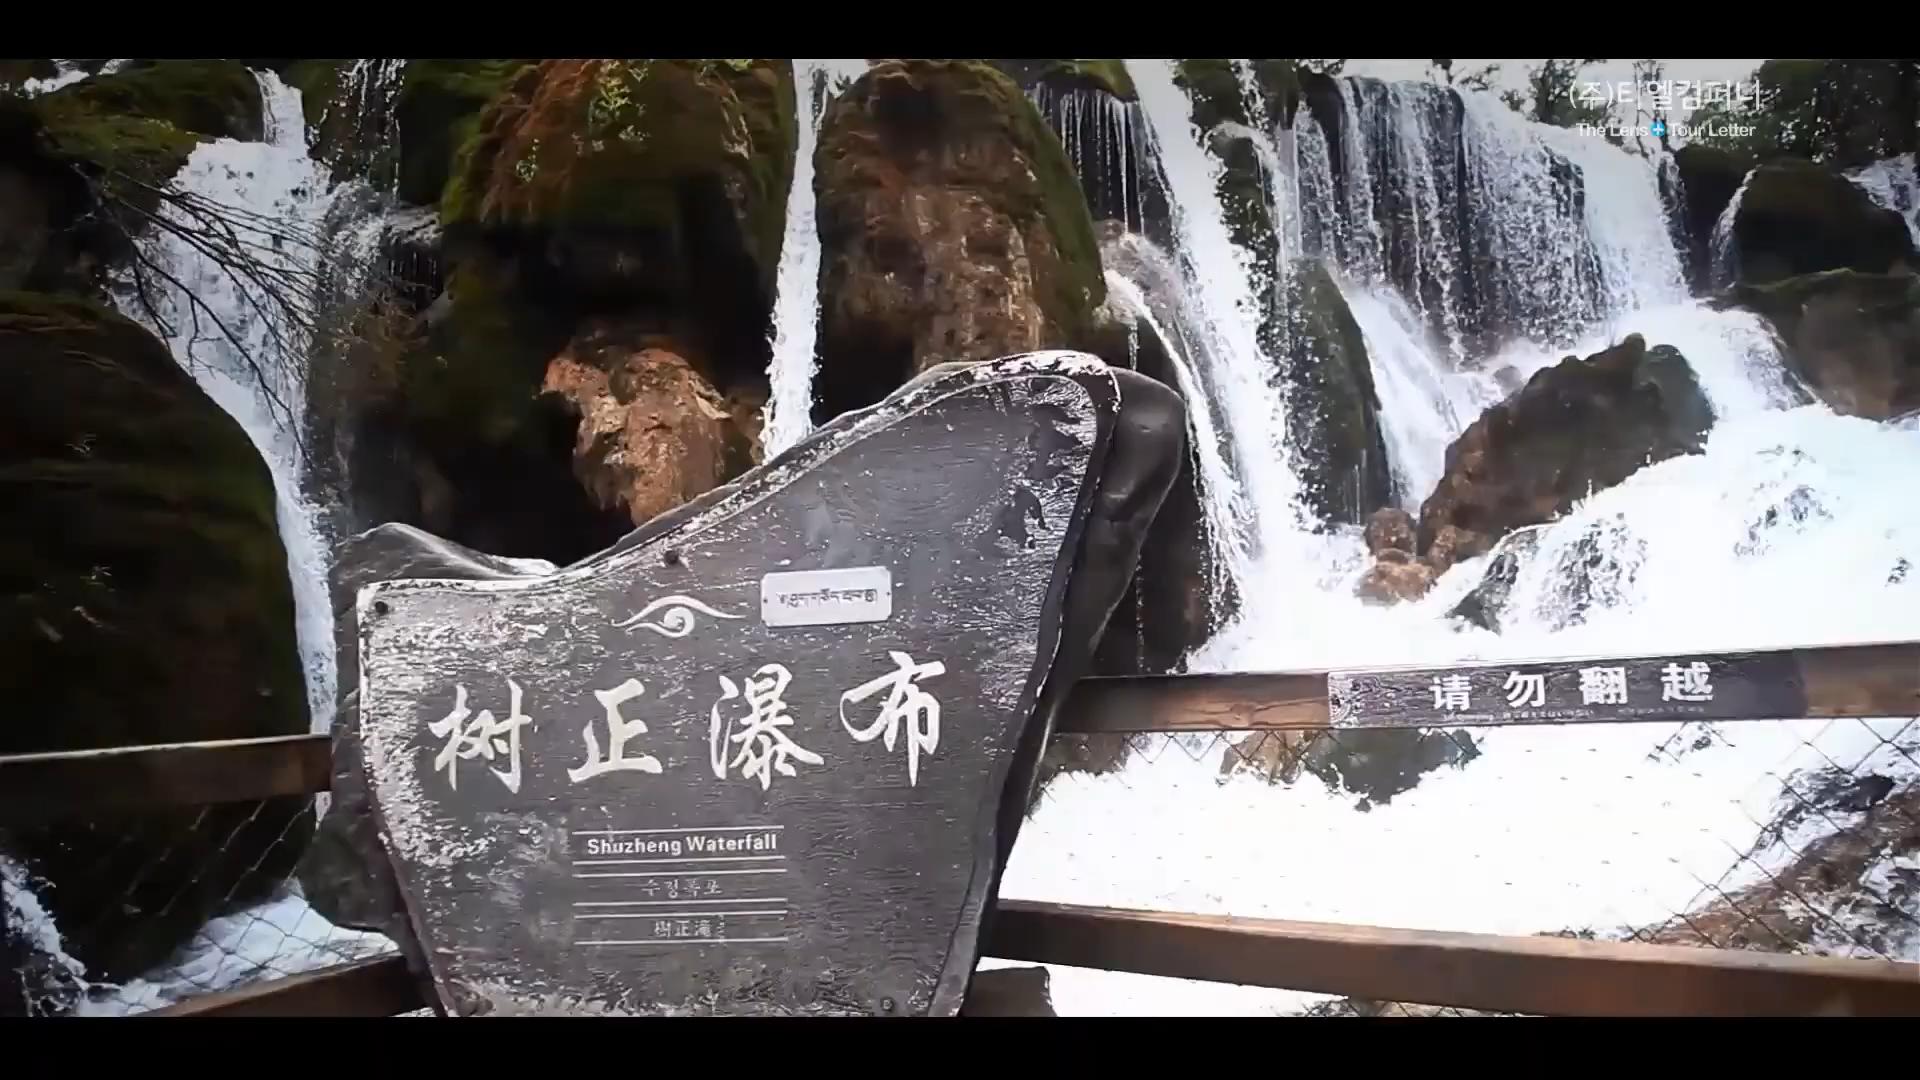 (주)티엘컴퍼니
The Lens Tour Letter
树正瀑布
Shuzheng Waterfall
수정폭포
樹正滝
请勿翻越